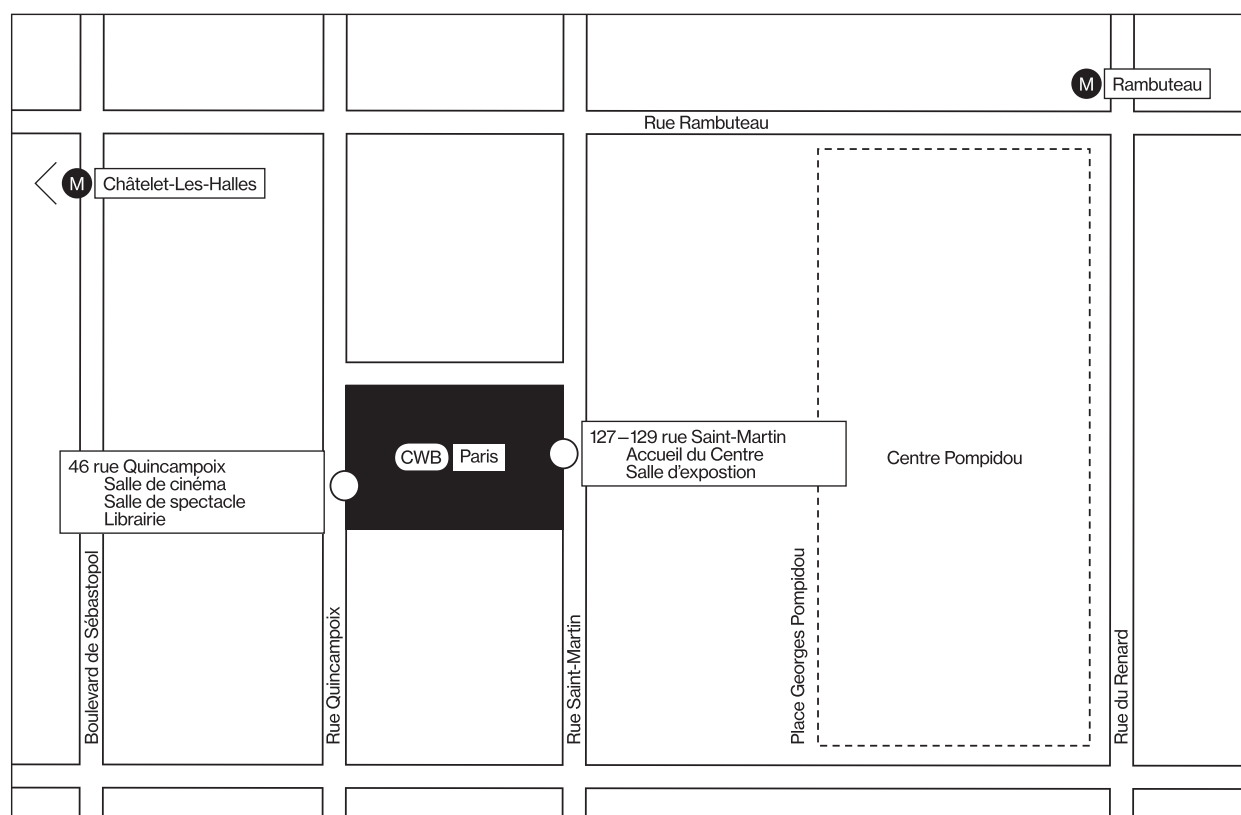 M Rambuteau
Rue Rambuteau
M Châtelet-Les-Halles
127–129 rue Saint-Martin
Accueil du Centre
Salle d'expostion
CWB Paris
Centre Pompidou
46 rue Quincampoix
Salle de cinéma
Salle de spectacle
Librairie
Boulevard de Sébastopol
Rue Quincampoix
Rue Saint-Martin
Place Georges Pompidou
Rue du Renard